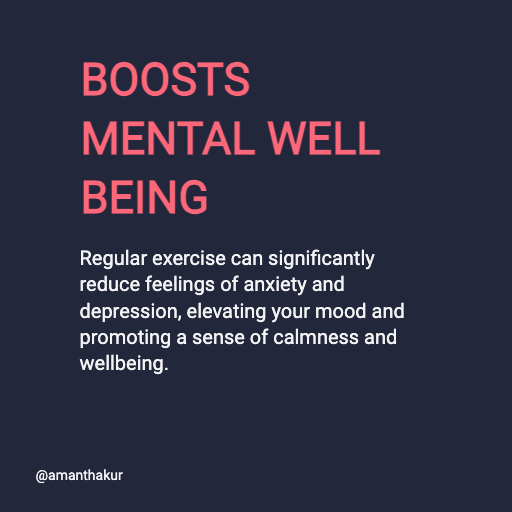 BOOSTS
MENTAL WELL
BEING
Regular exercise can significantly
reduce feelings of anxiety and
depression, elevating your mood and
promoting a sense of calmness and
wellbeing.
@amanthakur